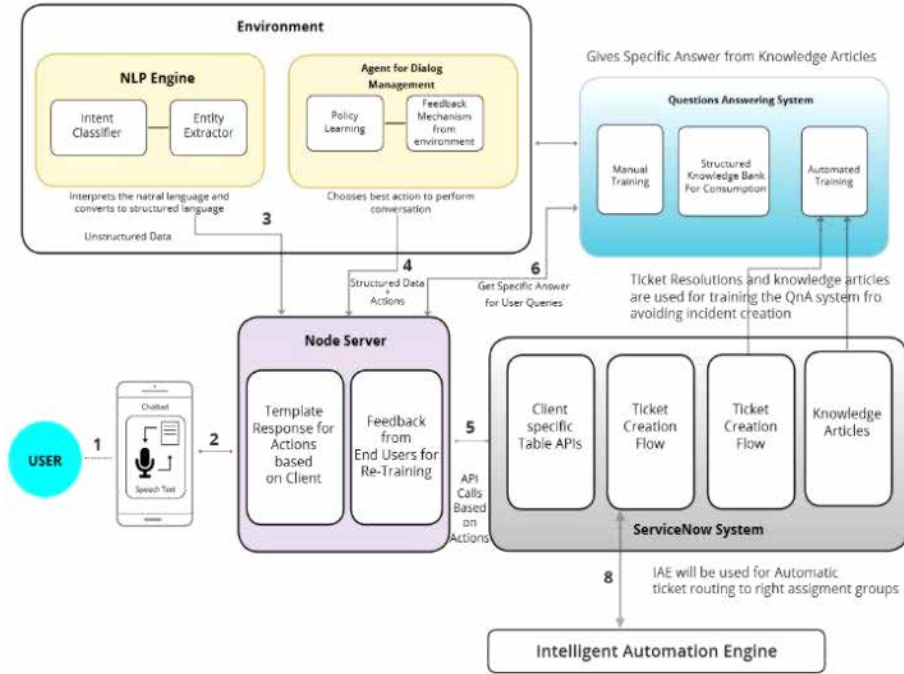 Environment
NLP Engine
Intent
Classifier
Entity
Extractor
Interprets the natral language and
converts to structured language
Unstructured Data
3
Agent for Dialog
Management
Policy
Learning
Feedback
Mechanism
from
environment
Chooses best action to perform
conversation
4
Structured Data
+
Actions
Gives Specific Answer from Knowledge Articles
Questions Answering System
Manual
Training
Structured
Knowledge Bank
For Consumption
Automated
Training
6
Get Specific Answer
for User Queries
Ticket Resolutions and knowledge articles
are used for training the QnA system fro
avoiding incident creation
USER
1
Chatbot
Speech Text
2
Node Server
Template
Response for
Actions
based
on Client
Feedback
from
End Users for
Re-Training
5
API
Calls
Based
on
Actions
Client
specific
Table APIs
Ticket
Creation
Flow
Ticket
Creation
Flow
Knowledge
Articles
ServiceNow System
8
IAE will be used for Automatic
ticket routing to right assigment groups
Intelligent Automation Engine